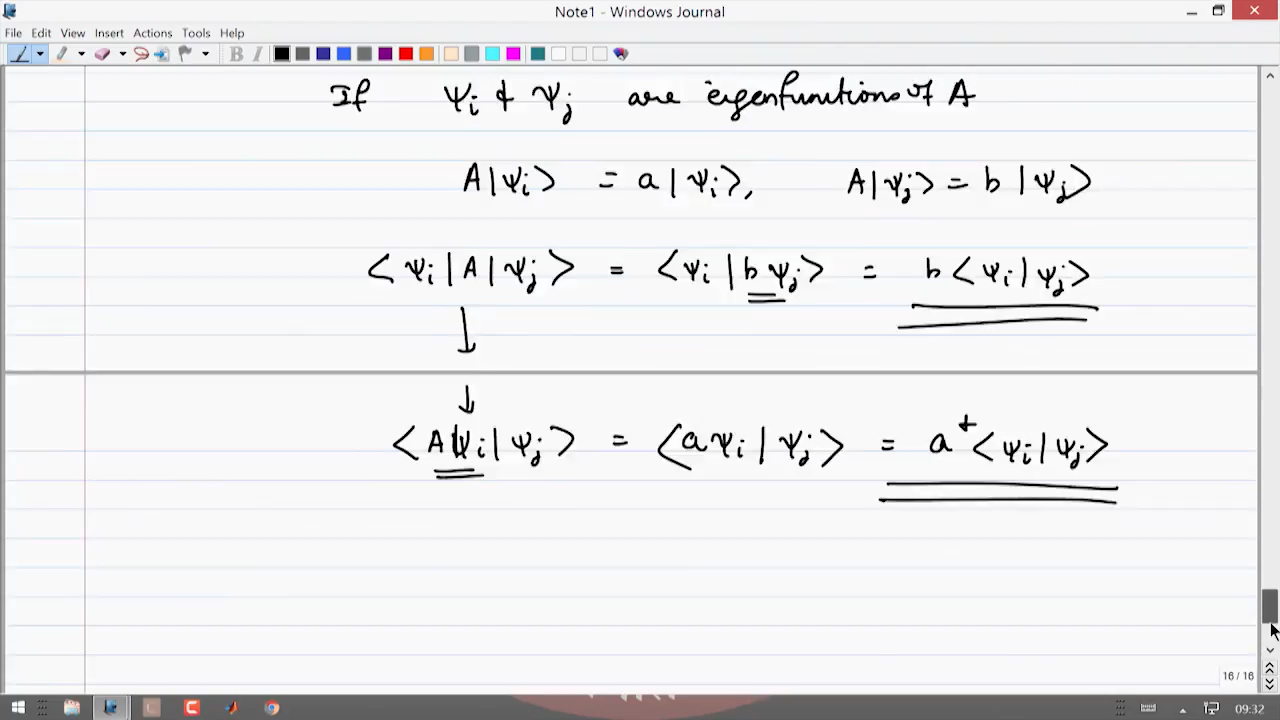 Note1 - Windows Journal
File Edit View Insert Actions Tools Help
B I
If ψi & ψj are eigenfunitions of A
A|ψi> = a|ψi>, A|ψj> = b|ψj>
<ψi|A|ψj> = <ψi|bψj> = b<ψi|ψj>
↓
↓
<Aψi|ψj> = <aψi|ψj> = a+<ψi|ψj>
16 / 16
09:32